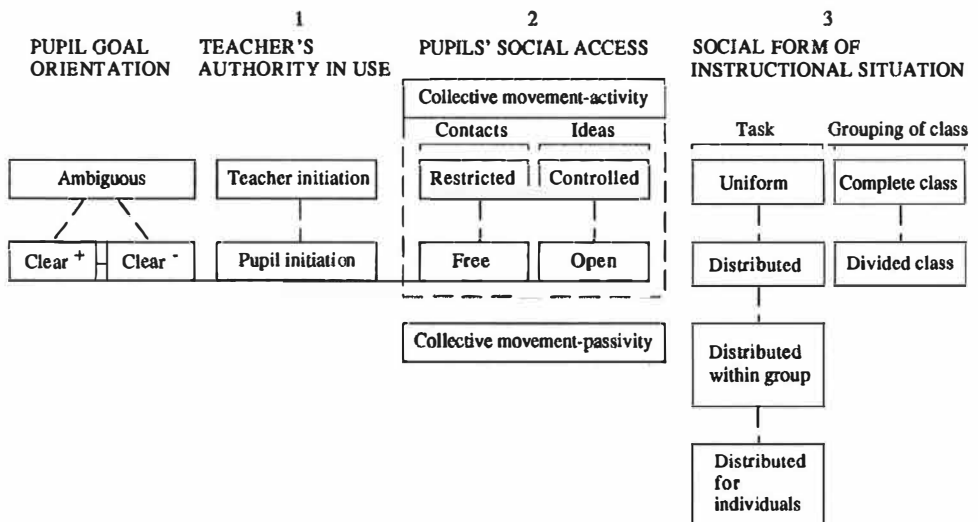 1
2
3
PUPIL GOAL
ORIENTATION
TEACHER'S
AUTHORITY IN USE
PUPILS' SOCIAL ACCESS
SOCIAL FORM OF
INSTRUCTIONAL SITUATION
Collective movement-activity
Contacts
Ideas
Task
Grouping of class
Ambiguous
Teacher initiation
Restricted
Controlled
Uniform
Complete class
Clear +
Clear -
Pupil initiation
Free
Open
Distributed
Divided class
Collective movement-passivity
Distributed
within group
Distributed
for
individuals